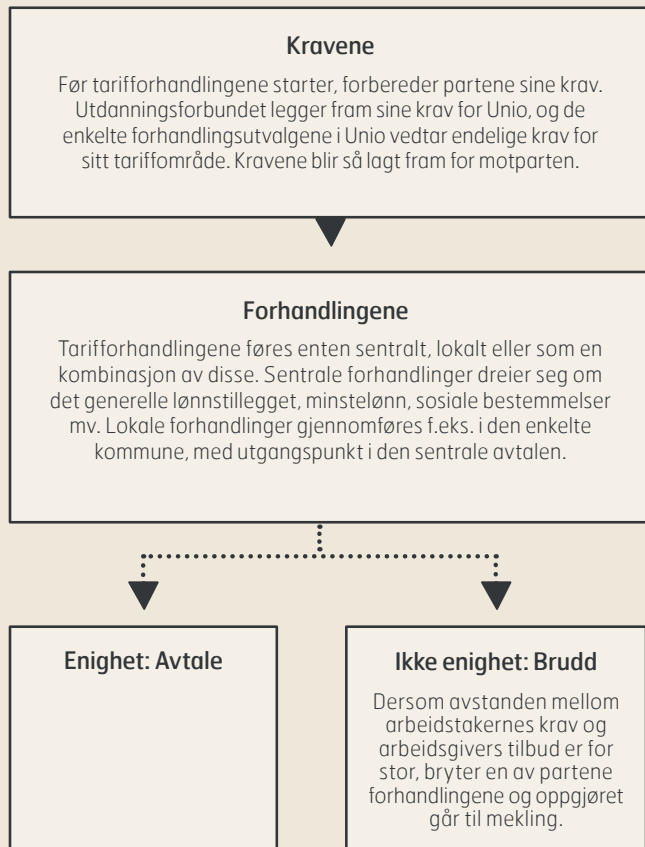 Kravene
Før tarifforhandlingene starter, forbereder partene sine krav.
Utdanningsforbundet legger fram sine krav for Unio, og de
enkelte forhandlingsutvalgene i Unio vedtar endelige krav for
sitt tariffområde. Kravene blir så lagt fram for motparten.
Forhandlingene
Tarifforhandlingene føres enten sentralt, lokalt eller som en
kombinasjon av disse. Sentrale forhandlinger dreier seg om
det generelle lønnstillegget, minstelønn, sosiale bestemmelser
mv. Lokale forhandlinger gjennomføres f.eks. i den enkelte
kommune, med utgangspunkt i den sentrale avtalen.
Enighet: Avtale
Ikke enighet: Brudd
Dersom avstanden mellom
arbeidstakernes krav og
arbeidsgivers tilbud er for
stor, bryter en av partene
forhandlingene og oppgjøret
går til mekling.